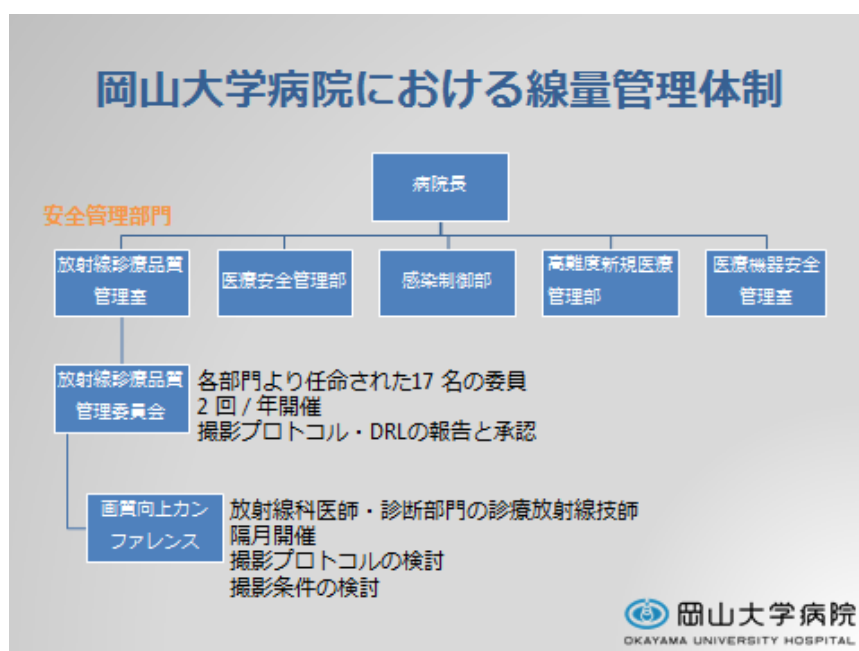 岡山大学病院における線量管理体制
病院長
安全管理部門
放射線診療品質
管理室
医療安全管理部
感染制御部
高難度新規医療
管理部
医療機器安全
管理室
放射線診療品質
管理委員会
各部門より任命された17 名の委員
2 回 / 年開催
撮影プロトコル・DRLの報告と承認
画質向上カン
ファレンス
放射線科医師・診断部門の診療放射線技師
隔月開催
撮影プロトコルの検討
撮影条件の検討
岡山大学病院
OKAYAMA UNIVERSITY HOSPITAL